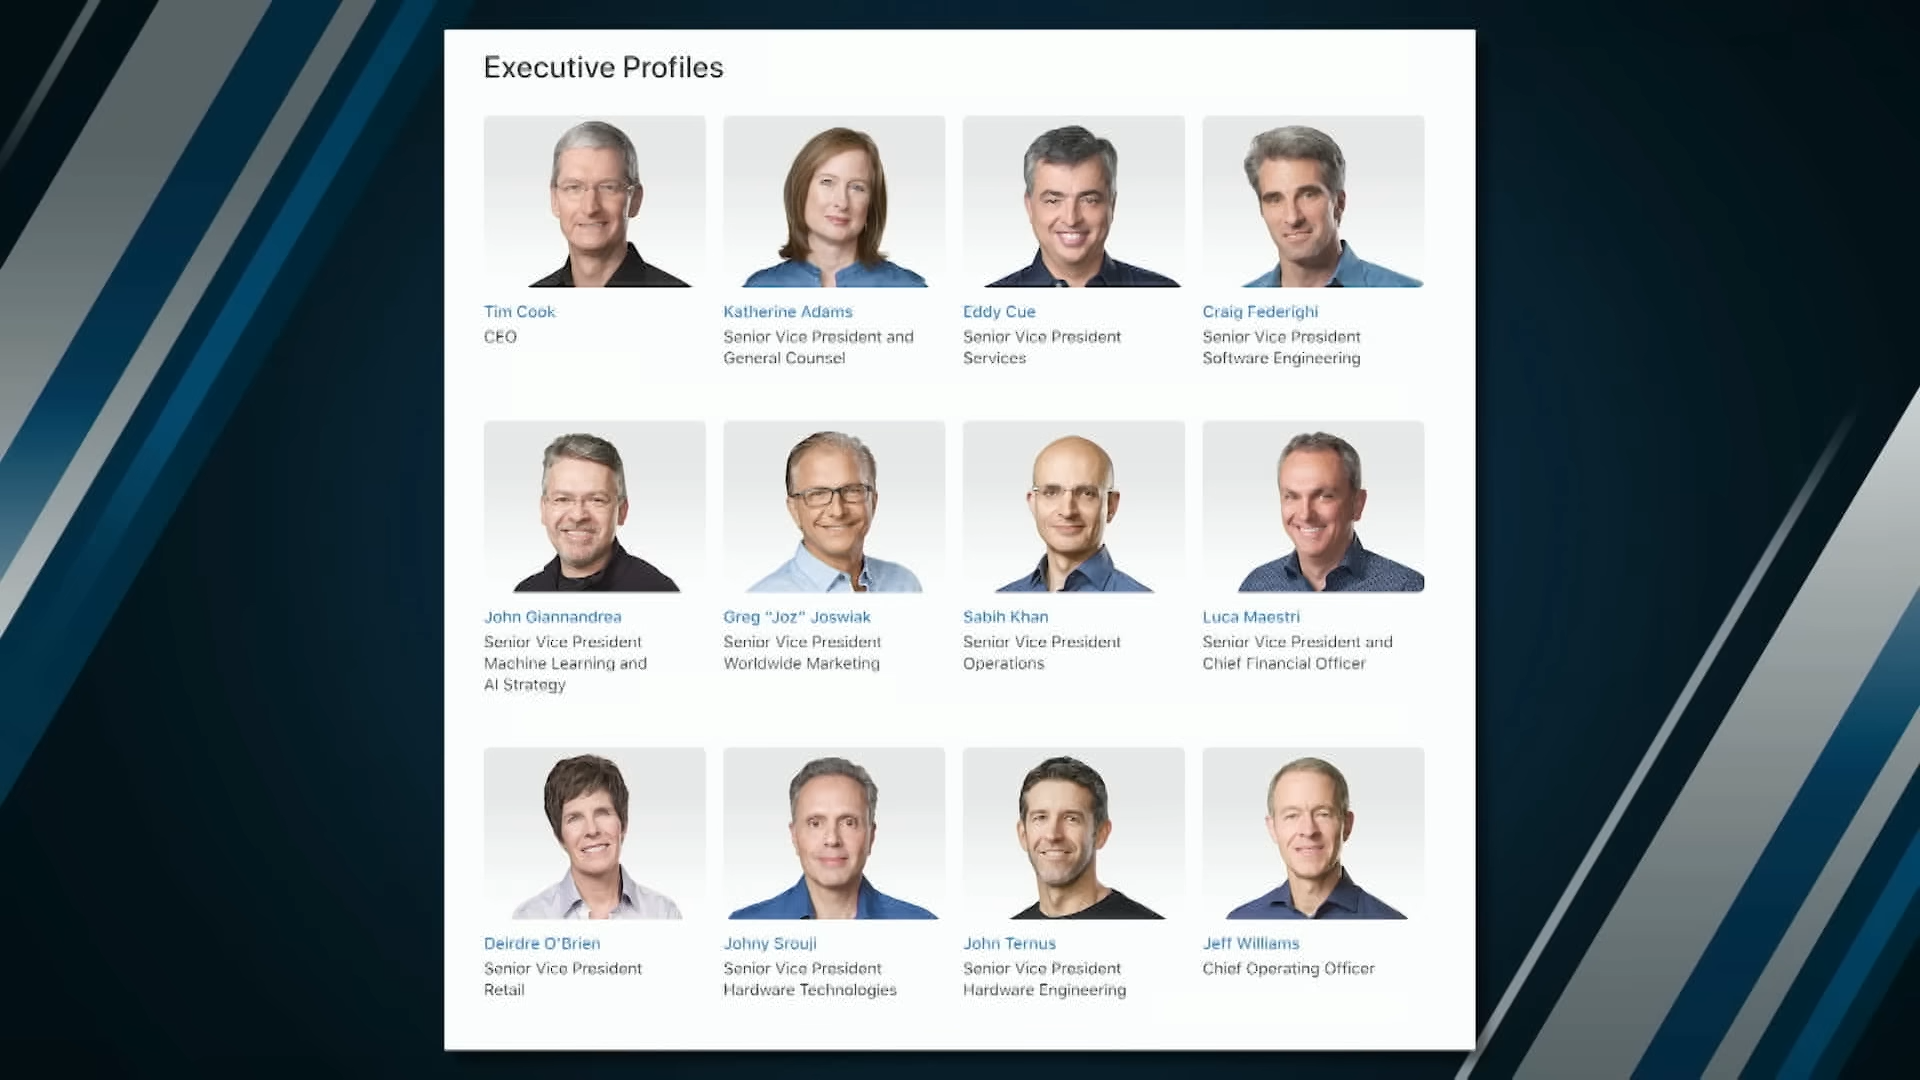 Executive Profiles
Tim Cook
CEO
Katherine Adams
Senior Vice President and
General Counsel
Eddy Cue
Senior Vice President
Services
Craig Federighi
Senior Vice President
Software Engineering
John Giannandrea
Senior Vice President
Machine Learning and
AI Strategy
Greg "Joz" Joswiak
Senior Vice President
Worldwide Marketing
Sabih Khan
Senior Vice President
Operations
Luca Maestri
Senior Vice President and
Chief Financial Officer
Deirdre O'Brien
Senior Vice President
Retail
Johny Srouji
Senior Vice President
Hardware Technologies
John Ternus
Senior Vice President
Hardware Engineering
Jeff Williams
Chief Operating Officer